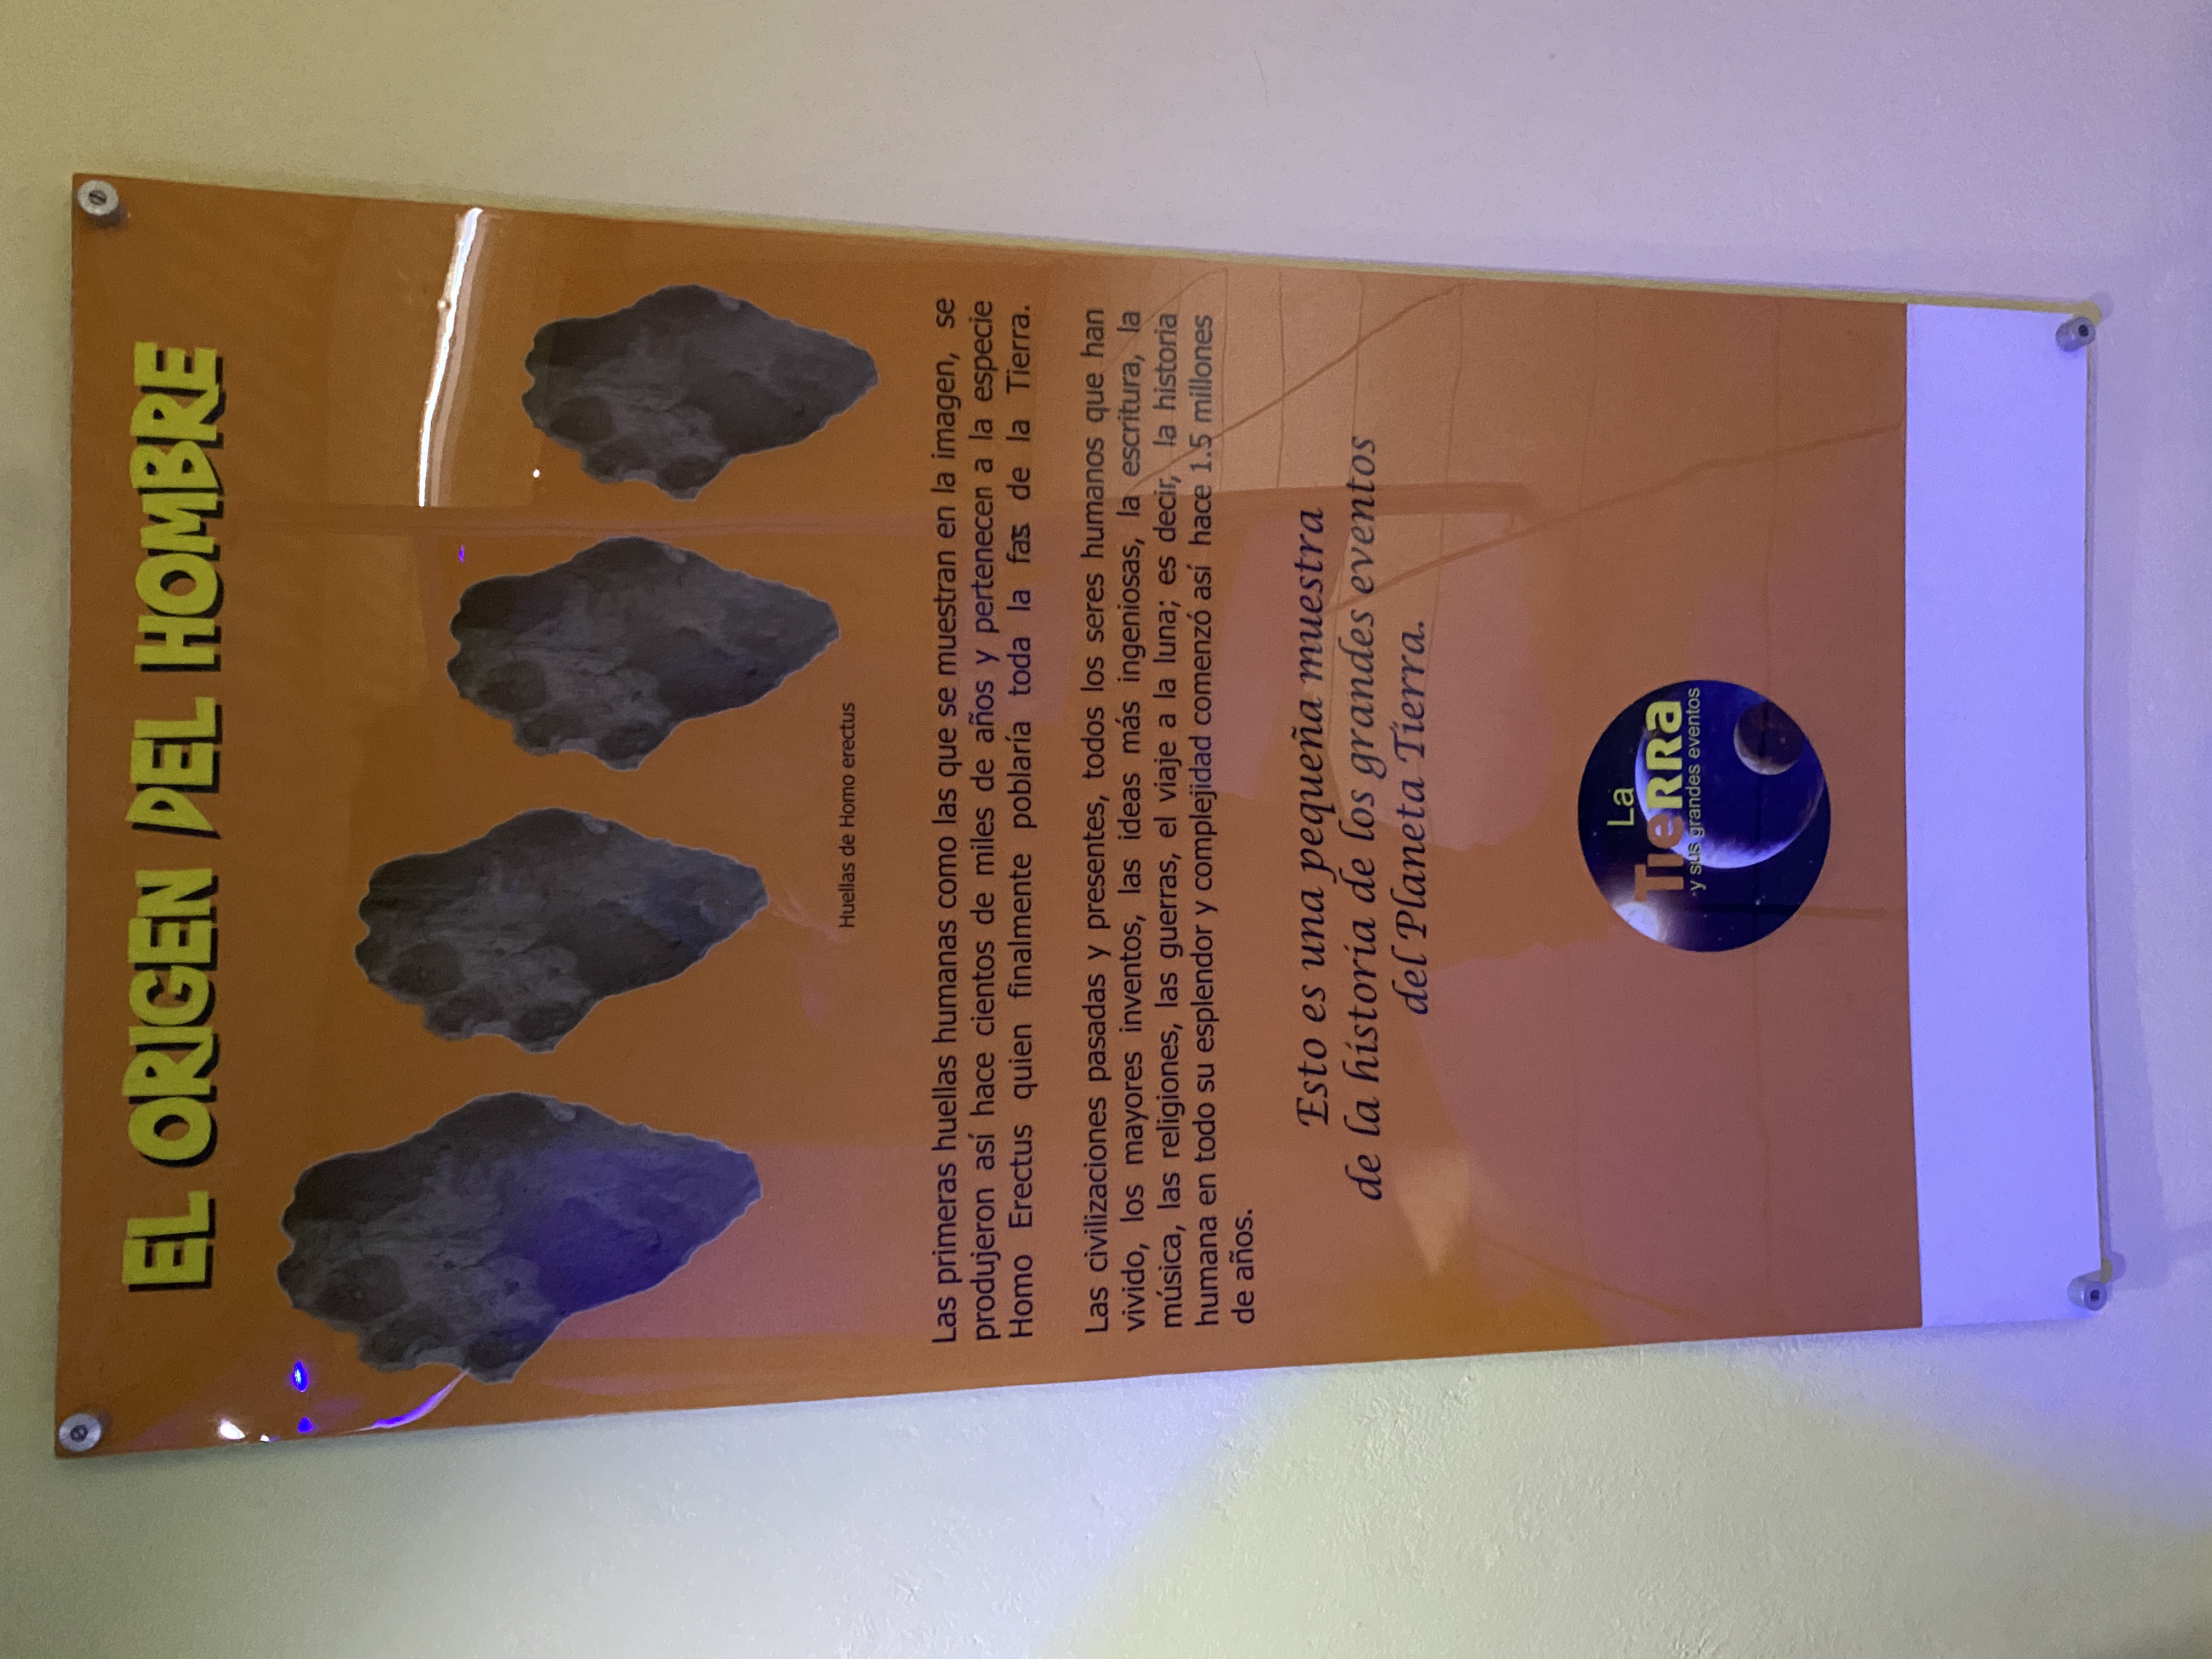 EL ORIGEN DEL HOMBRE
Huellas de Homo erectus
Las primeras huellas humanas como las que se muestran en la imagen, se
produjeron así hace cientos de miles de años y pertenecen a la especie
Homo Erectus quien finalmente poblaría toda la fas de la Tierra.
Las civilizaciones pasadas y presentes, todos los seres humanos que han
vivido, los mayores inventos, las ideas más ingeniosas, la escritura, la
música, las religiones, las guerras, el viaje a la luna; es decir, la historia
humana en todo su esplendor y complejidad comenzó así hace 1.5 millones
de años.
Esto es una pequeña muestra
de la historia de los grandes eventos
del Planeta Tierra.
La
Tierra
y sus grandes eventos